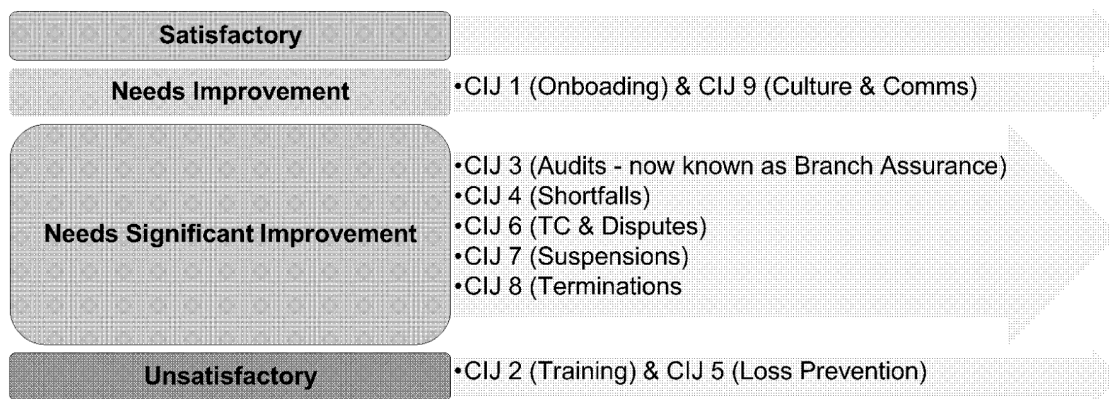 Satisfactory
Needs Improvement
•CIJ 1 (Onboading) & CIJ 9 (Culture & Comms)
Needs Significant Improvement
•CIJ 3 (Audits - now known as Branch Assurance)
•CIJ 4 (Shortfalls)
•CIJ 6 (TC & Disputes)
•CIJ 7 (Suspensions)
•CIJ 8 (Terminations
Unsatisfactory
•CIJ 2 (Training) & CIJ 5 (Loss Prevention)